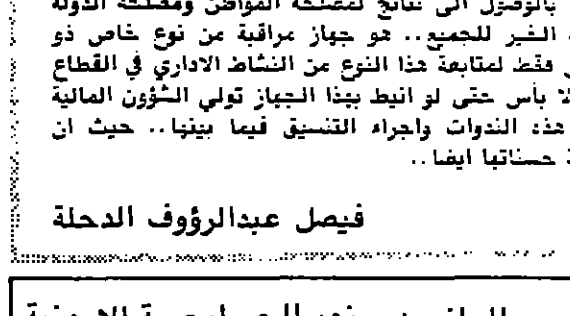 بالوصول الى نتائج لمصلحة المواطن ومصلحة الدولة
الخير للجميع.. هو جهاز مراقبة من نوع خاص ذو
فقط لمتابعة هذا النوع من النشاط الاداري في القطاع
لا بأس حتى لو انيط بهذا الجهاز تولي الشؤون المالية
هذه الندوات واجراء التنسيق فيما بينها.. حيث ان
حسناتها ايضا..
فيصل عبدالرؤوف الدحلة